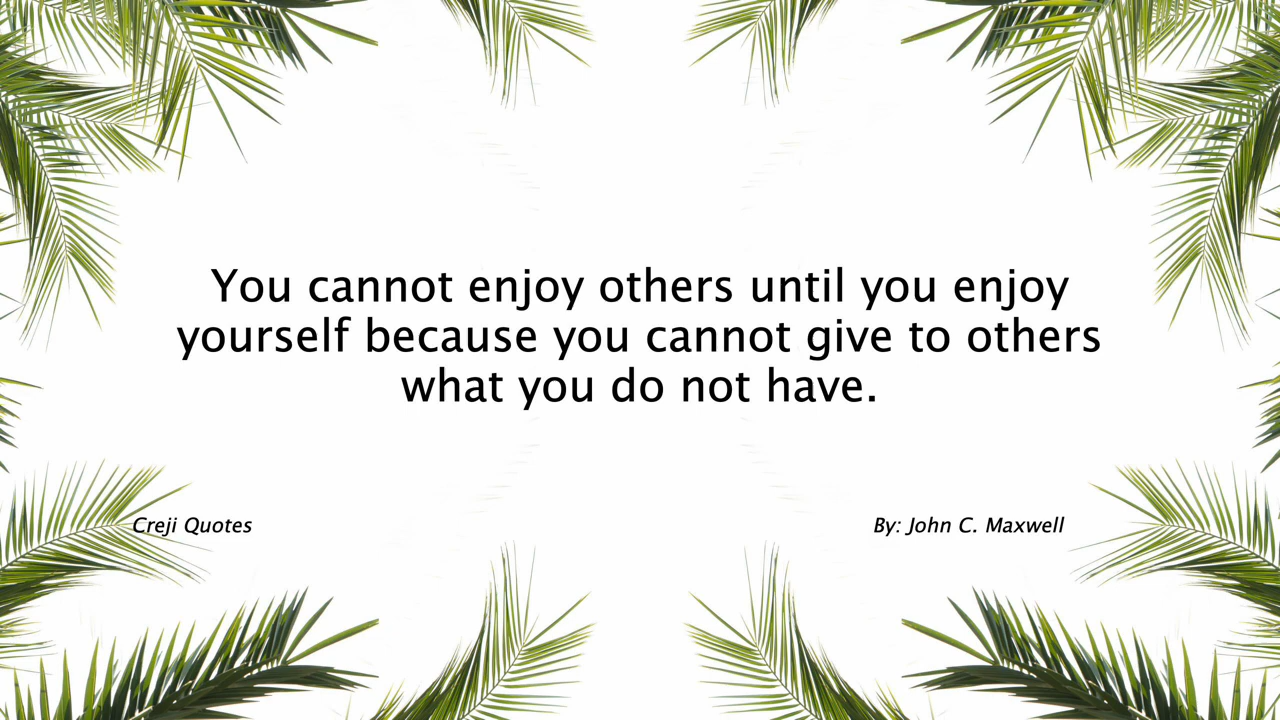 You cannot enjoy others until you enjoy
yourself because you cannot give to others
what you do not have.
Creji Quotes
By: John C. Maxwell